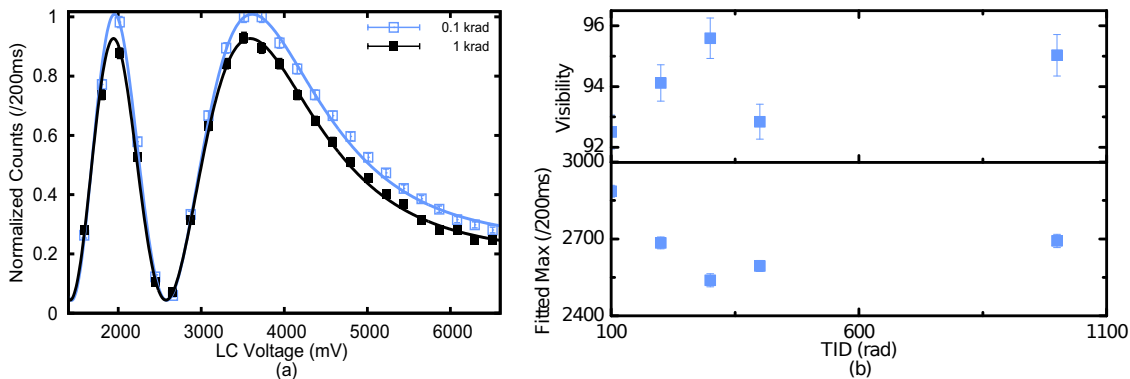 Normalized Counts (/200ms)
1
0.8
0.6
0.4
0.2
0
2000 3000 4000 5000 6000
LC Voltage (mV)
(a)
0.1 krad
1 krad
Visibility
96
94
92
Fitted Max (/200ms)
3000
2700
2400
100 600 1100
TID (rad)
(b)